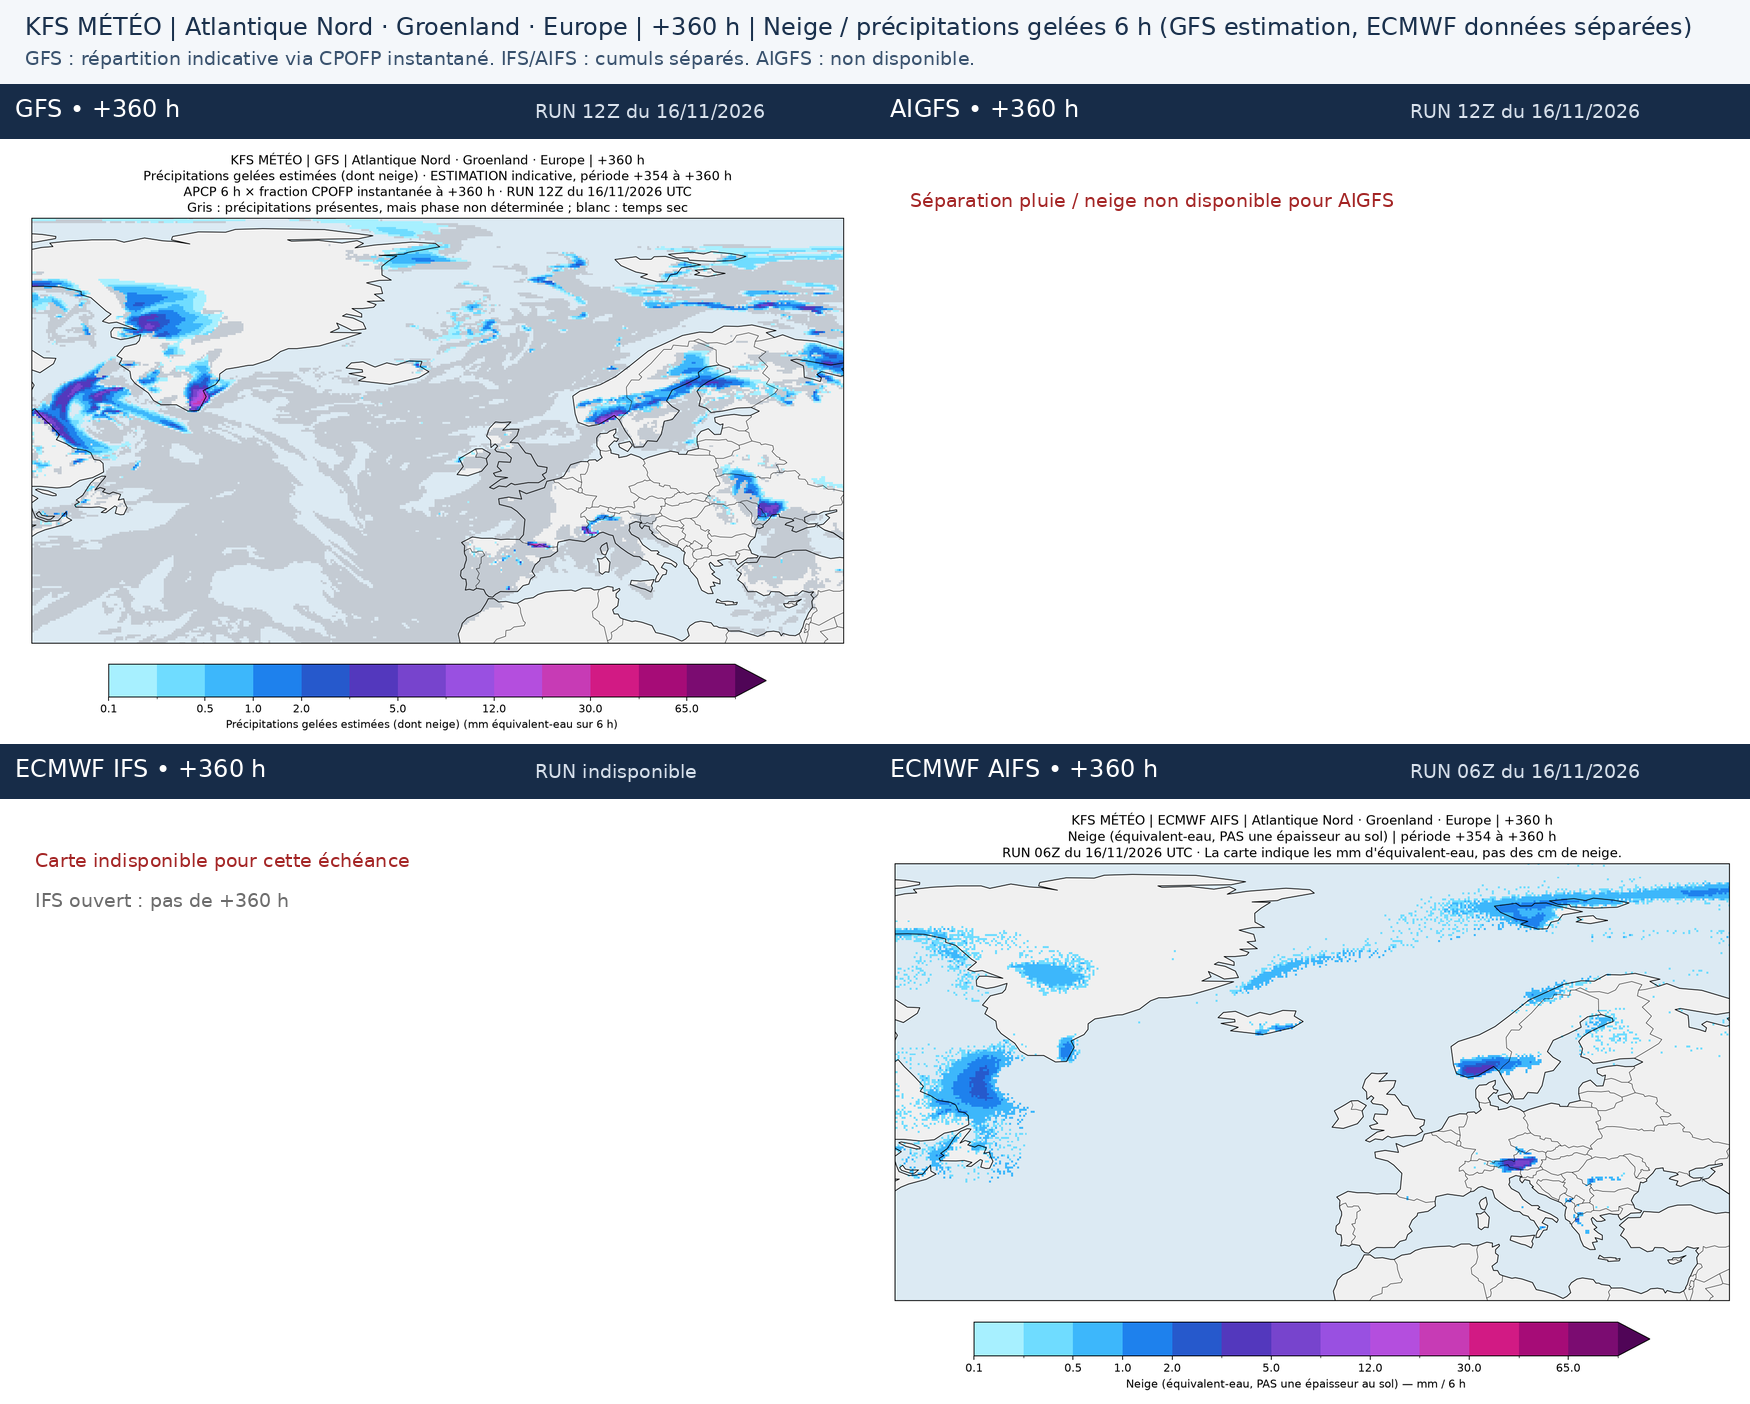 KFS MÉTÉO | Atlantique Nord · Groenland · Europe | +360 h | Neige / précipitations gelées 6 h (GFS estimation, ECMWF données séparées)
GFS : répartition indicative via CPOFP instantané. IFS/AIFS : cumuls séparés. AIGFS : non disponible.
GFS • +360 h
RUN 12Z du 16/11/2026
AIGFS • +360 h
RUN 12Z du 16/11/2026
KFS MÉTÉO | GFS | Atlantique Nord · Groenland · Europe | +360 h
Précipitations gelées estimées (dont neige) · ESTIMATION indicative, période +354 à +360 h
APCP 6 h × fraction CPOFP instantanée à +360 h · RUN 12Z du 16/11/2026 UTC
Gris : précipitations présentes, mais phase non déterminée ; blanc : temps sec
Séparation pluie / neige non disponible pour AIGFS
0.1 0.5 1.0 2.0 5.0 12.0 30.0 65.0
Précipitations gelées estimées (dont neige) (mm équivalent-eau sur 6 h)
ECMWF IFS • +360 h
RUN indisponible
ECMWF AIFS • +360 h
RUN 06Z du 16/11/2026
Carte indisponible pour cette échéance
IFS ouvert : pas de +360 h
KFS MÉTÉO | ECMWF AIFS | Atlantique Nord · Groenland · Europe | +360 h
Neige (équivalent-eau, PAS une épaisseur au sol) | période +354 à +360 h
RUN 06Z du 16/11/2026 UTC · La carte indique les mm d'équivalent-eau, pas des cm de neige.
0.1 0.5 1.0 2.0 5.0 12.0 30.0 65.0
Neige (équivalent-eau, PAS une épaisseur au sol) — mm / 6 h